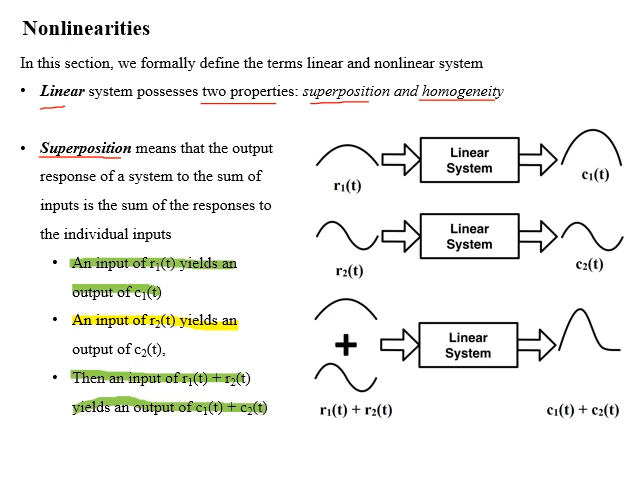 Nonlinearities
In this section, we formally define the terms linear and nonlinear system
• Linear system possesses two properties: superposition and homogeneity
• Superposition means that the output
response of a system to the sum of
inputs is the sum of the responses to
the individual inputs
• An input of r₁(t) yields an
output of c₁(t)
• An input of r₂(t) yields an
output of c₂(t),
• Then an input of r₁(t) + r₂(t)
yields an output of c₁(t) + c₂(t)
Linear
System
r₁(t)
c₁(t)
Linear
System
r₂(t)
c₂(t)
+
Linear
System
r₁(t) + r₂(t)
c₁(t) + c₂(t)